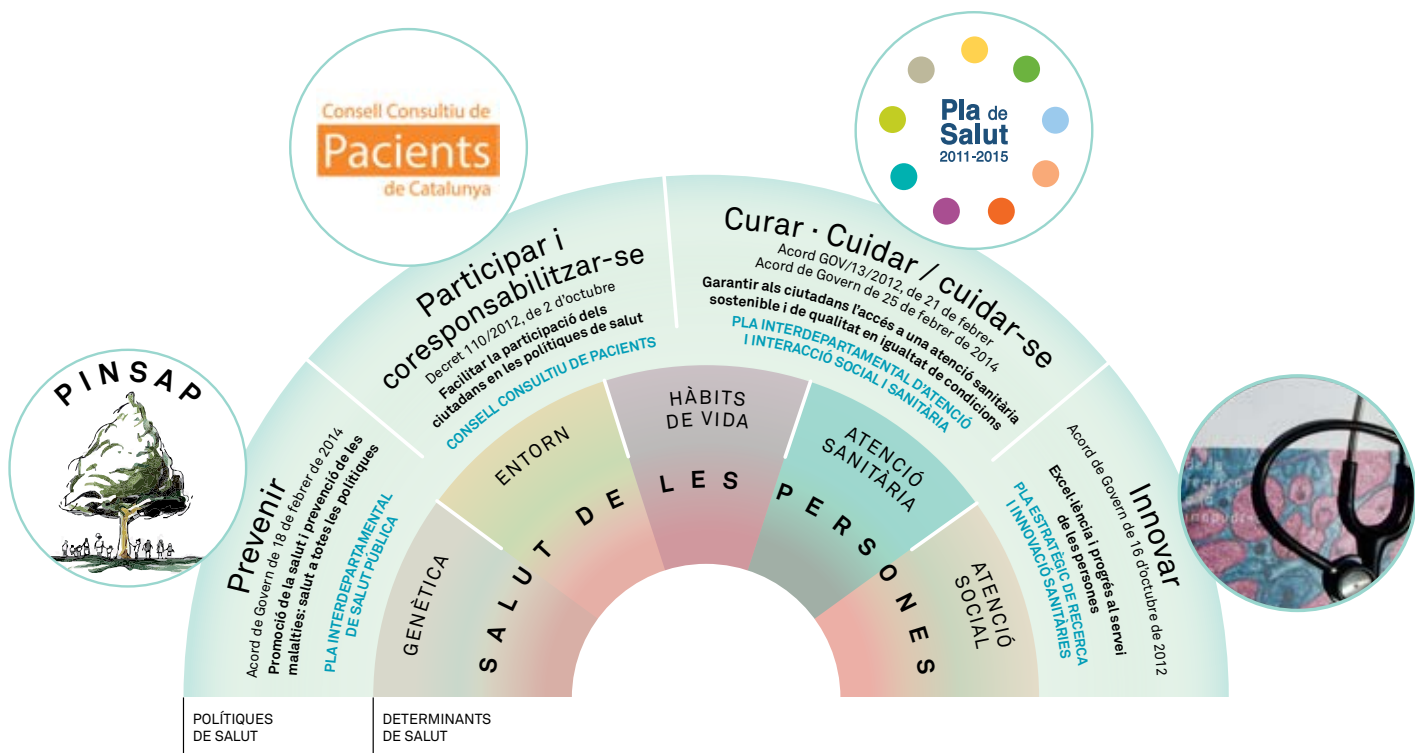 Consell Consultiu de
Pacients
de Catalunya
Pla de
Salut
2011-2015
PINSAP
Prevenir
Acord de Govern de 18 de febrer de 2014
Promoció de la salut i prevenció de les
malalties: salut a totes les polítiques
PLA INTERDEPARTAMENTAL
DE SALUT PÚBLICA
Participar i
coresponsabilitzar-se
Decret 110/2012, de 2 d'octubre
Facilitar la participació dels
ciutadans en les polítiques de salut
CONSELL CONSULTIU DE PACIENTS
Curar · Cuidar / cuidar-se
Acord GOV/13/2012, de 21 de febrer
Acord de Govern de 25 de febrer de 2014
Garantir als ciutadans l'accés a una atenció sanitària
sostenible i de qualitat en igualtat de condicions
PLA INTERDEPARTAMENTAL D'ATENCIÓ
I INTERACCIÓ SOCIAL I SANITÀRIA
Innovar
Acord de Govern de 16 d'octubre de 2012
Excel·lència i progrés al servei
de les persones
PLA ESTRATÈGIC DE RECERCA
I INNOVACIÓ SANITÀRIES
GENÈTICA
ENTORN
HÀBITS
DE VIDA
ATENCIÓ
SANITÀRIA
ATENCIÓ
SOCIAL
SALUT DE LES PERSONES
POLÍTIQUES
DE SALUT
DETERMINANTS
DE SALUT